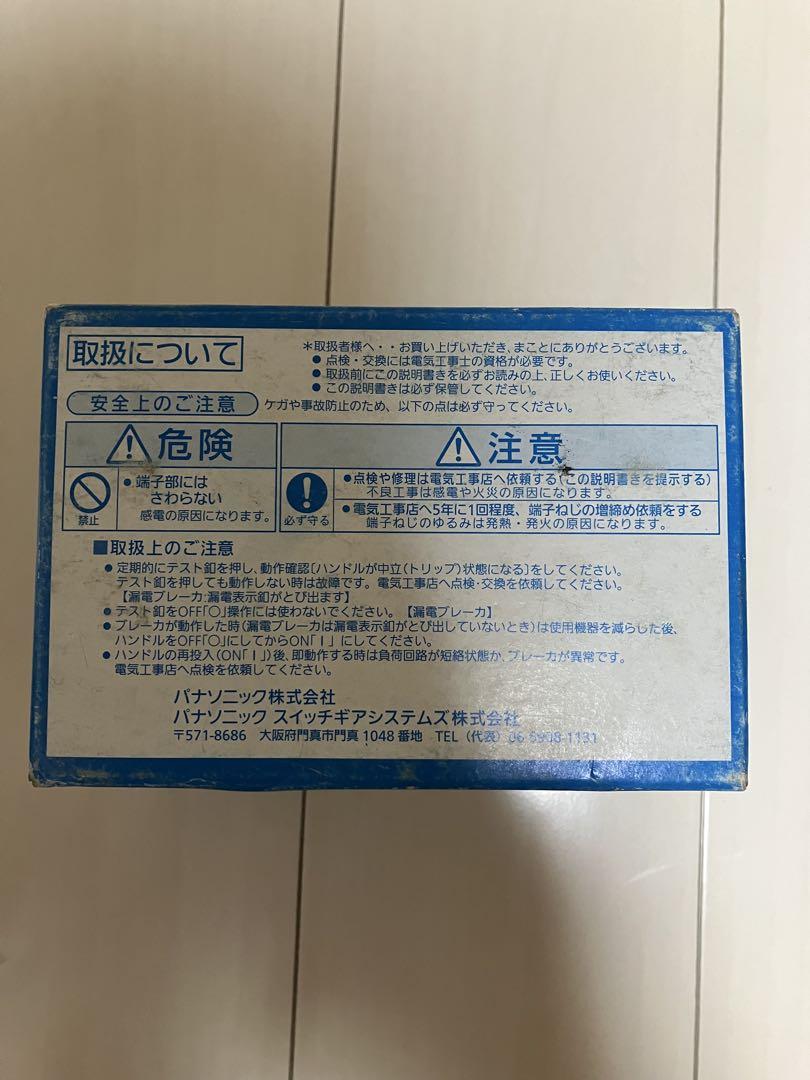 取扱について
＊取扱者様へ・・お買い上げいただき、まことにありがとうございます。
● 点検・交換には電気工事士の資格が必要です。
● 取扱前にこの説明書きを必ずお読みの上、正しくお使いください。
● この説明書きは必ず保管してください。
安全上のご注意 ケガや事故防止のため、以下の点は必ず守ってください。
危険
禁止
●端子部には
さわらない
感電の原因になります。
注意
必ず守る
●点検や修理は電気工事店へ依頼する(この説明書きを提示する)
不良工事は感電や火災の原因になります。
●電気工事店へ5年に1回程度、端子ねじの増締め依頼をする
端子ねじのゆるみは発熱・発火の原因になります。
■取扱上のご注意
● 定期的にテスト釦を押し、動作確認〔ハンドルが中立(トリップ)状態になる〕をしてください。
テスト釦を押しても動作しない時は故障です。電気工事店へ点検・交換を依頼してください。
【漏電ブレーカ:漏電表示釦がとび出ます】
● テスト釦をOFF「○」操作には使わないでください。【漏電ブレーカ】
● ブレーカが動作した時(漏電ブレーカは漏電表示釦がとび出していないとき)は使用機器を減らした後、
ハンドルをOFF「○」にしてからON「Ｉ」にしてください。
● ハンドルの再投入(ON「Ｉ」)後、即動作する時は負荷回路が短絡状態か、ブレーカが異常です。
電気工事店へ点検を依頼してください。
パナソニック株式会社
パナソニック スイッチギアシステムズ株式会社
〒571-8686 大阪府門真市門真 1048 番地 TEL（代表）06-6908-1131